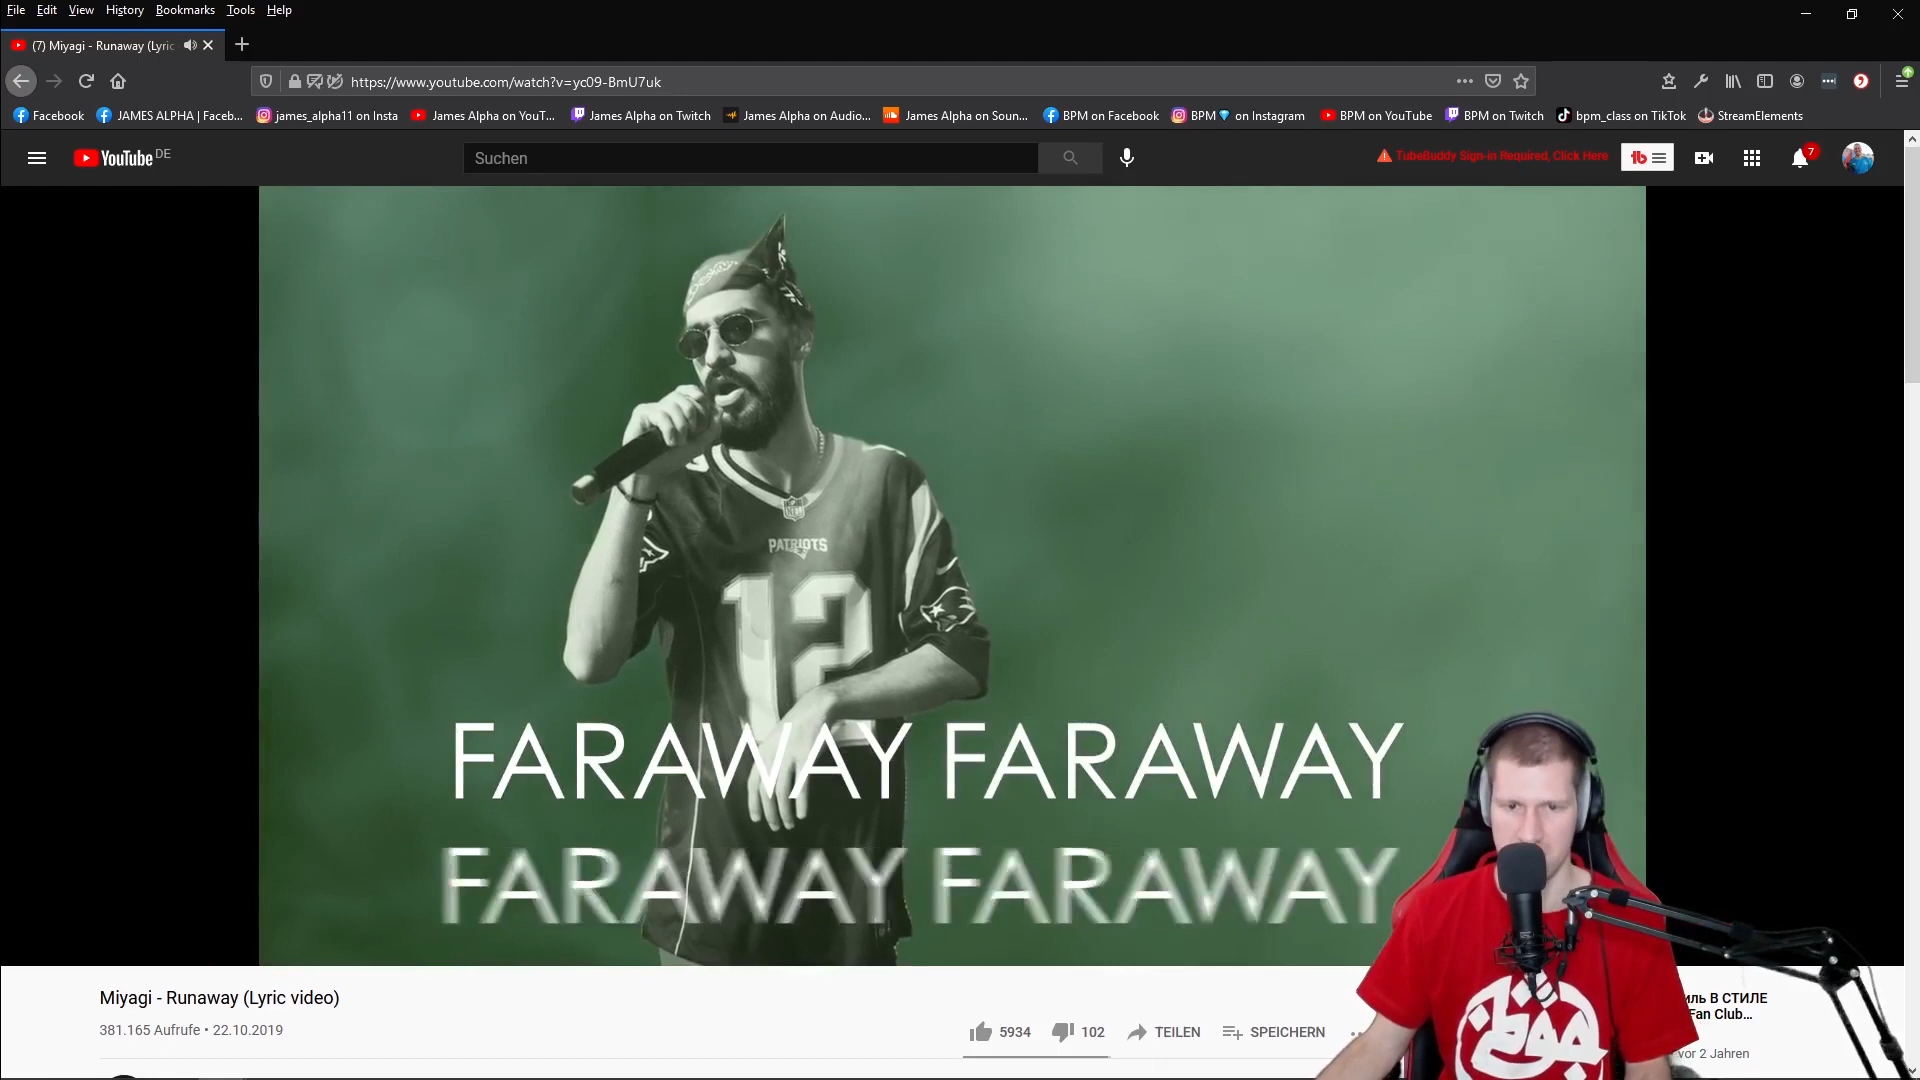 File Edit View History Bookmarks Tools Help
(7) Miyagi - Runaway (Lyric
https://www.youtube.com/watch?v=yc09-BmU7uk
Facebook JAMES ALPHA | Faceb... james_alpha11 on Insta James Alpha on YouT... James Alpha on Twitch James Alpha on Audio... James Alpha on Soun... BPM on Facebook BPM💎 on Instagram BPM on YouTube BPM on Twitch bpm_class on TikTok StreamElements
YouTube DE Suchen TubeBuddy Sign-in Required, Click Here tb 7
NFL
PATRIOTS
12
FARAWAY FARAWAY
FARAWAY FARAWAY
Miyagi - Runaway (Lyric video)
381.165 Aufrufe • 22.10.2019
5934 102 TEILEN SPEICHERN ...
иль В СТИЛЕ
Fan Club...
vor 2 Jahren